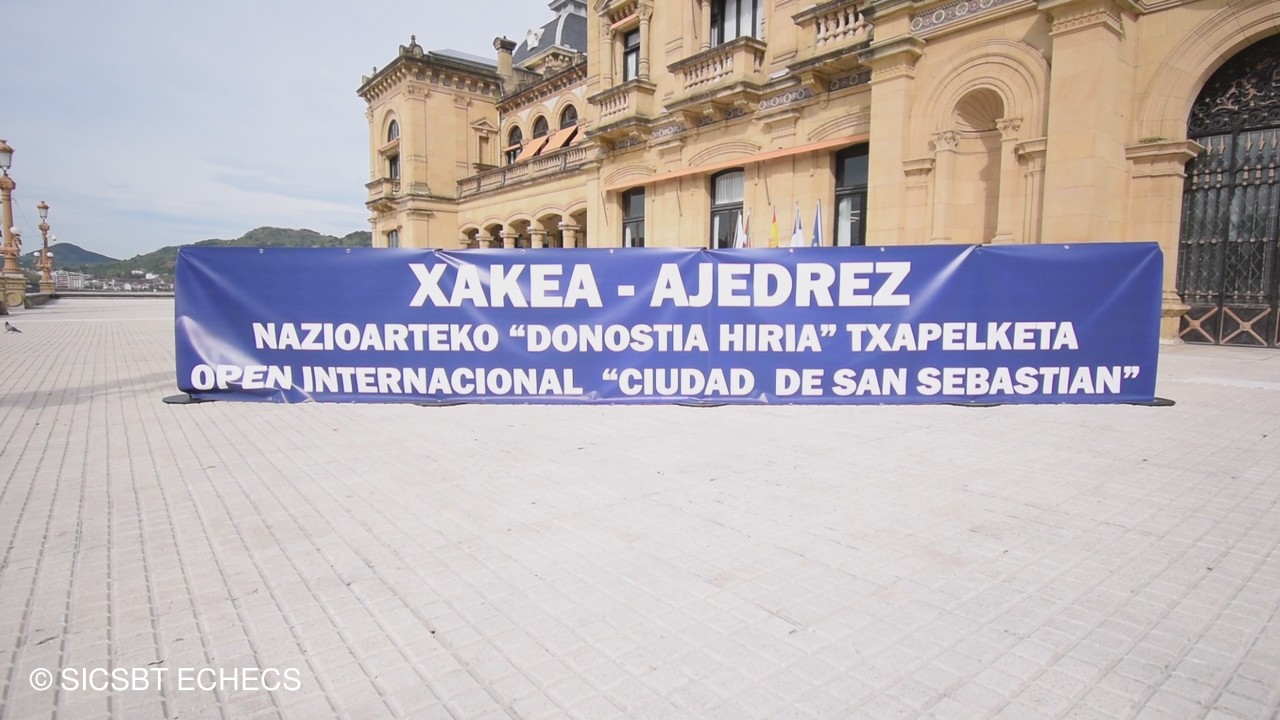 XAKEA - AJEDREZ
NAZIOARTEKO “DONOSTIA HIRIA” TXAPELKETA
OPEN INTERNACIONAL “CIUDAD DE SAN SEBASTIAN”
© SICSBT ECHECS